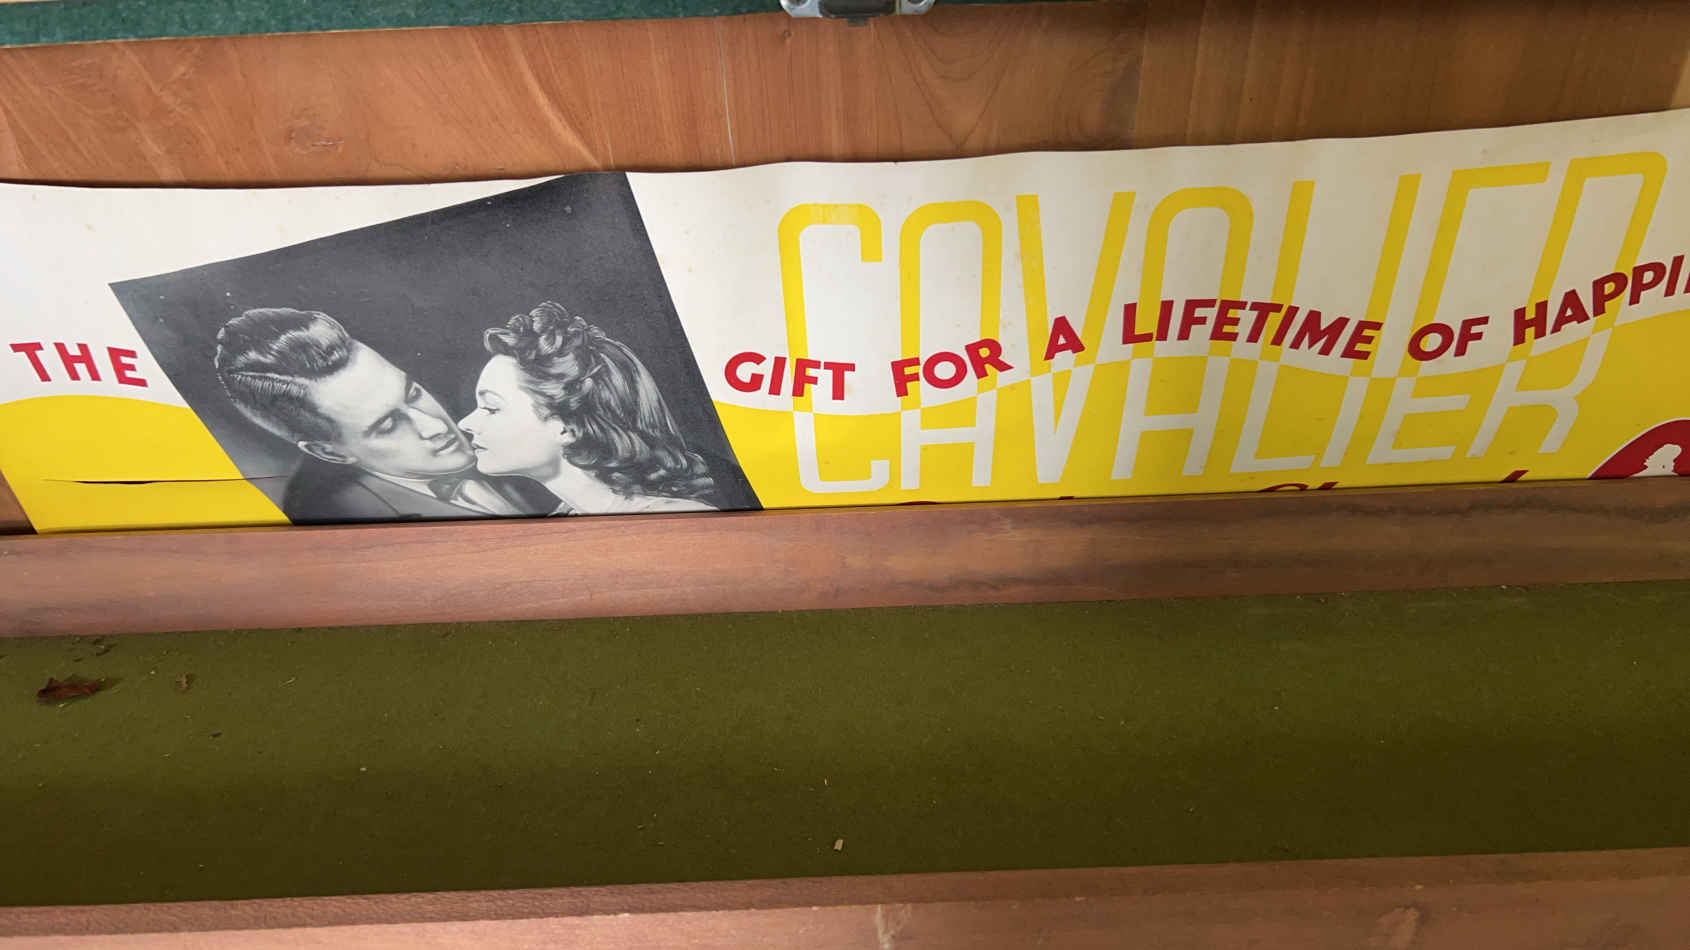 CAVALIER
THE GIFT FOR A LIFETIME OF HAPPI